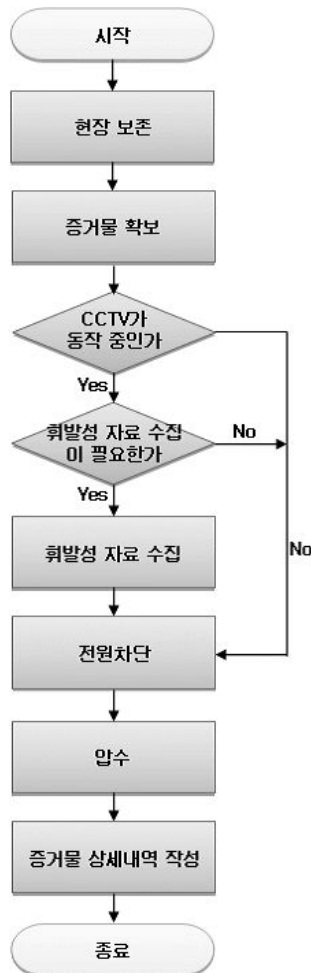 시작
현장 보존
증거물 확보
CCTV가
동작 중인가
Yes
휘발성 자료 수집
이 필요한가
No
Yes
휘발성 자료 수집
No
전원차단
압수
증거물 상세내역 작성
종료